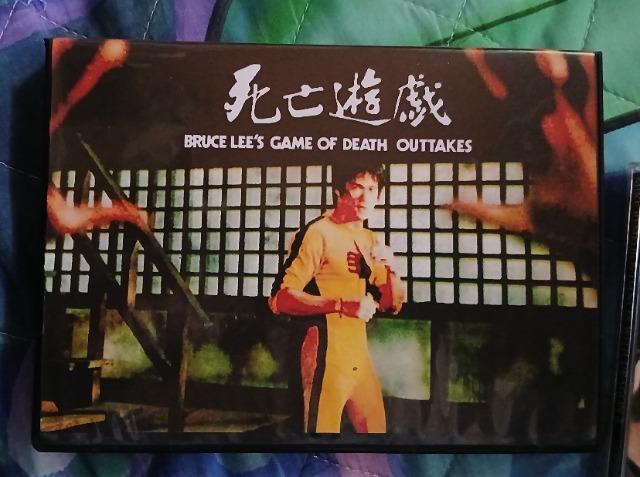 死亡遊戲
BRUCE LEE'S GAME OF DEATH OUTTAKES